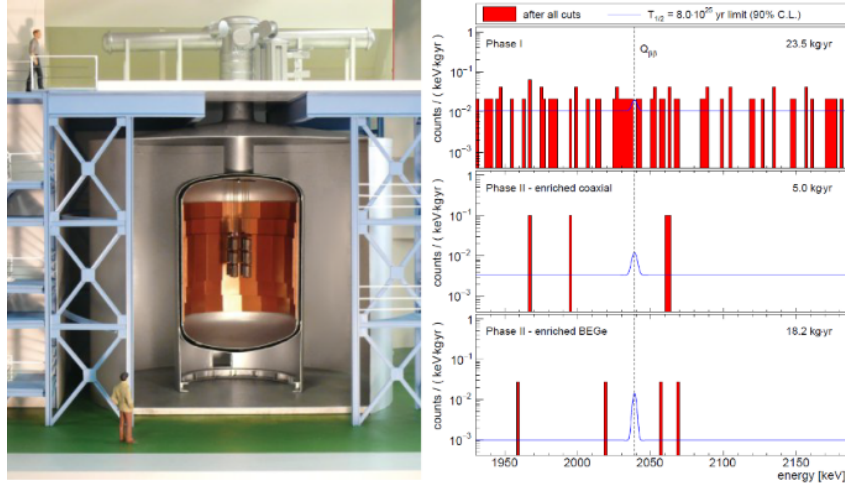 after all cuts
T1/2 = 8.0·10^25 yr limit (90% C.L.)
counts / ( keV·kg·yr)
1
10^-1
10^-2
10^-3
Phase I
Qββ
23.5 kg·yr
counts / ( keV·kg·yr)
1
10^-1
10^-2
10^-3
Phase II - enriched coaxial
5.0 kg·yr
counts / ( keV·kg·yr)
1
10^-1
10^-2
10^-3
Phase II - enriched BEGe
18.2 kg·yr
1950
2000
2050
2100
2150
energy [keV]